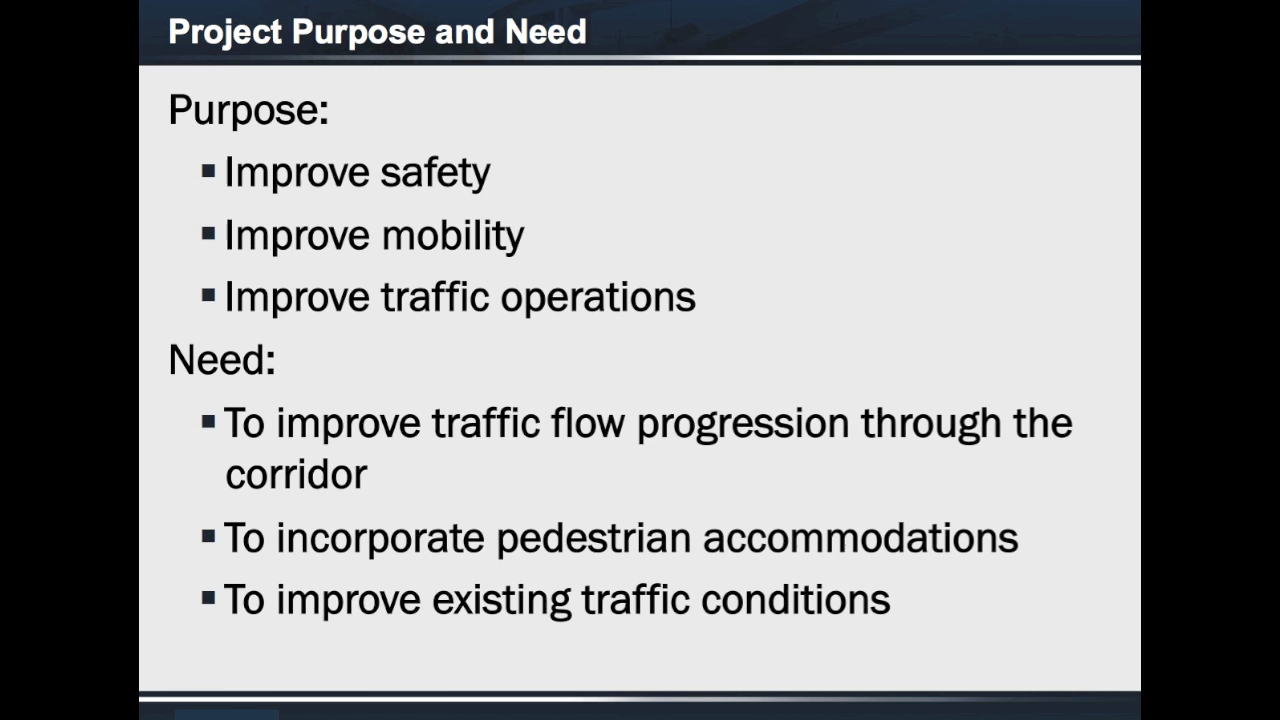 Project Purpose and Need
Purpose:
▪ Improve safety
▪ Improve mobility
▪ Improve traffic operations
Need:
▪ To improve traffic flow progression through the
corridor
▪ To incorporate pedestrian accommodations
▪ To improve existing traffic conditions